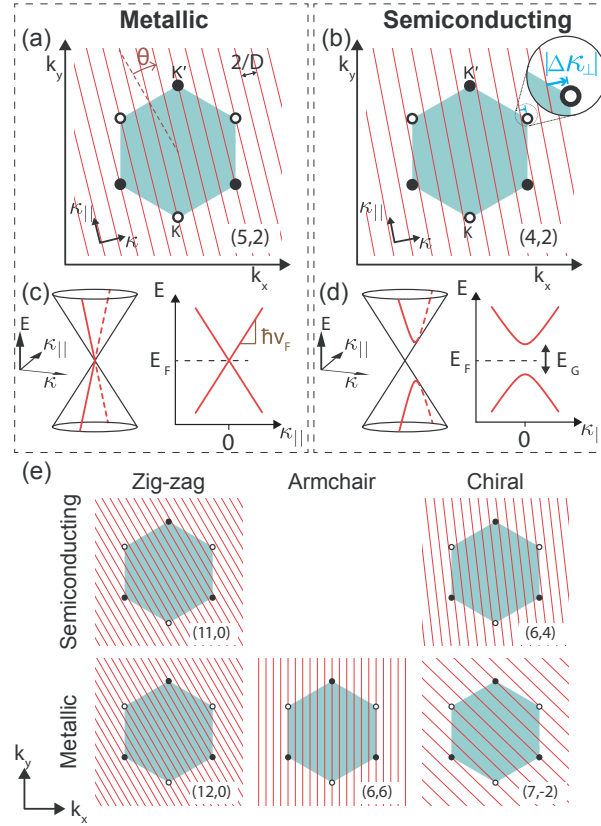 Metallic
Semiconducting
(a)
k_y
θ
K'
2/D
κ_||
κ
K
(5,2)
k_x
(b)
k_y
K'
|Δκ_⊥|
κ_||
κ
K
(4,2)
k_x
(c)
E
κ_||
κ
E
E_F
ħv_F
0
κ_||
(d)
E
κ_||
κ
E
E_F
E_G
0
κ_|
(e)
Zig-zag
Armchair
Chiral
Semiconducting
(11,0)
(6,4)
Metallic
(12,0)
(6,6)
(7,-2)
k_y
k_x